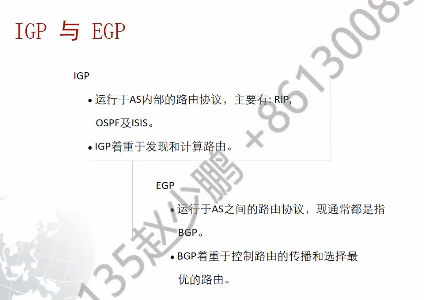 IGP 与 EGP
IGP
• 运行于AS内部的路由协议，主要有: RIP,
OSPF及ISIS。
• IGP着重于发现和计算路由。
EGP
• 运行于AS之间的路由协议，现通常都是指
BGP。
• BGP着重于控制路由的传播和选择最
优的路由。
135赵少鹏 +86130083